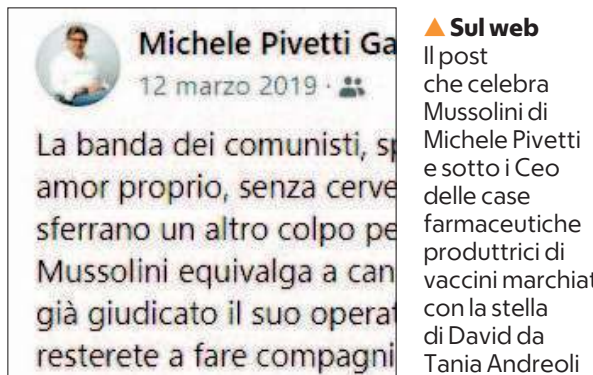 Michele Pivetti Ga
12 marzo 2019 ·
La banda dei comunisti, sp
amor proprio, senza cerve
sferrano un altro colpo pe
Mussolini equivalga a can
già giudicato il suo operat
resterete a fare compagni
▲ Sul web
Il post
che celebra
Mussolini di
Michele Pivetti
e sotto i Ceo
delle case
farmaceutiche
produttrici di
vaccini marchiat
con la stella
di David da
Tania Andreoli